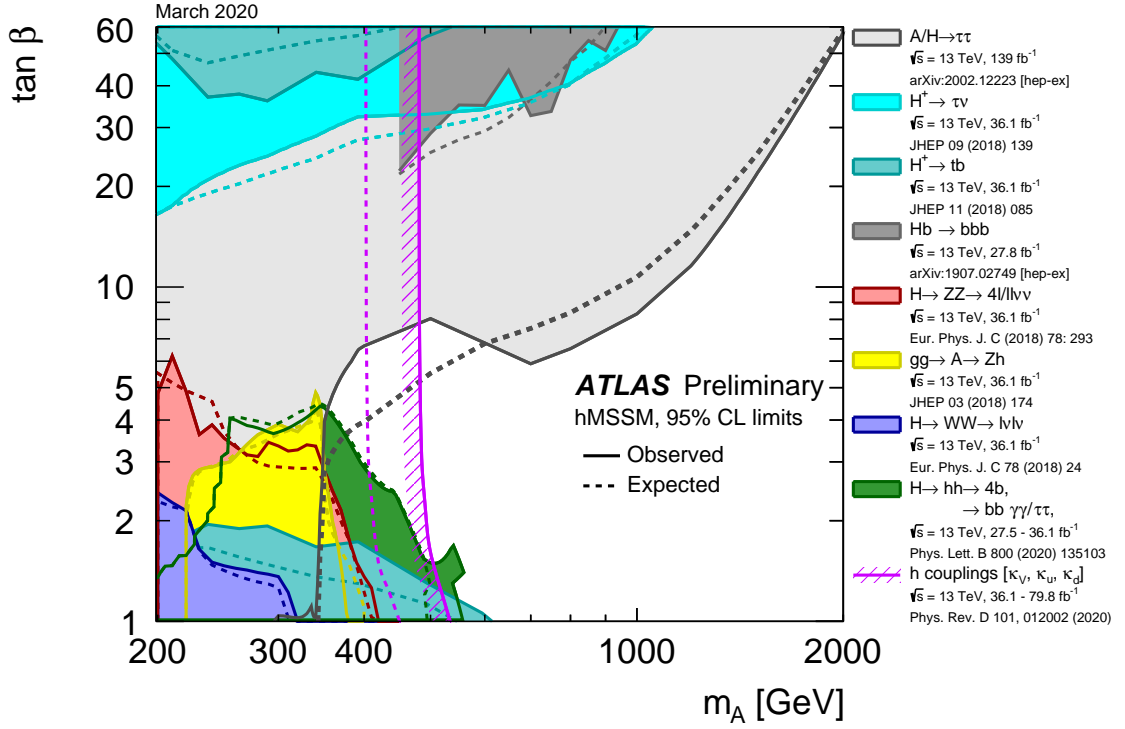 March 2020
tan β
60
40
30
20
10
5
4
3
2
1
200
300
400
1000
2000
m_A [GeV]
ATLAS Preliminary
hMSSM, 95% CL limits
Observed
Expected
A/H→ττ
√s = 13 TeV, 139 fb⁻¹
arXiv:2002.12223 [hep-ex]
H⁺→ τν
√s = 13 TeV, 36.1 fb⁻¹
JHEP 09 (2018) 139
H⁺→ tb
√s = 13 TeV, 36.1 fb⁻¹
JHEP 11 (2018) 085
Hb → bbb
√s = 13 TeV, 27.8 fb⁻¹
arXiv:1907.02749 [hep-ex]
H→ ZZ→ 4l/llνν
√s = 13 TeV, 36.1 fb⁻¹
Eur. Phys. J. C (2018) 78: 293
gg→ A→ Zh
√s = 13 TeV, 36.1 fb⁻¹
JHEP 03 (2018) 174
H→ WW→ lνlν
√s = 13 TeV, 36.1 fb⁻¹
Eur. Phys. J. C 78 (2018) 24
H→ hh→ 4b,
→ bb γγ/ττ,
√s = 13 TeV, 27.5 - 36.1 fb⁻¹
Phys. Lett. B 800 (2020) 135103
h couplings [κ_V, κ_u, κ_d]
√s = 13 TeV, 36.1 - 79.8 fb⁻¹
Phys. Rev. D 101, 012002 (2020)